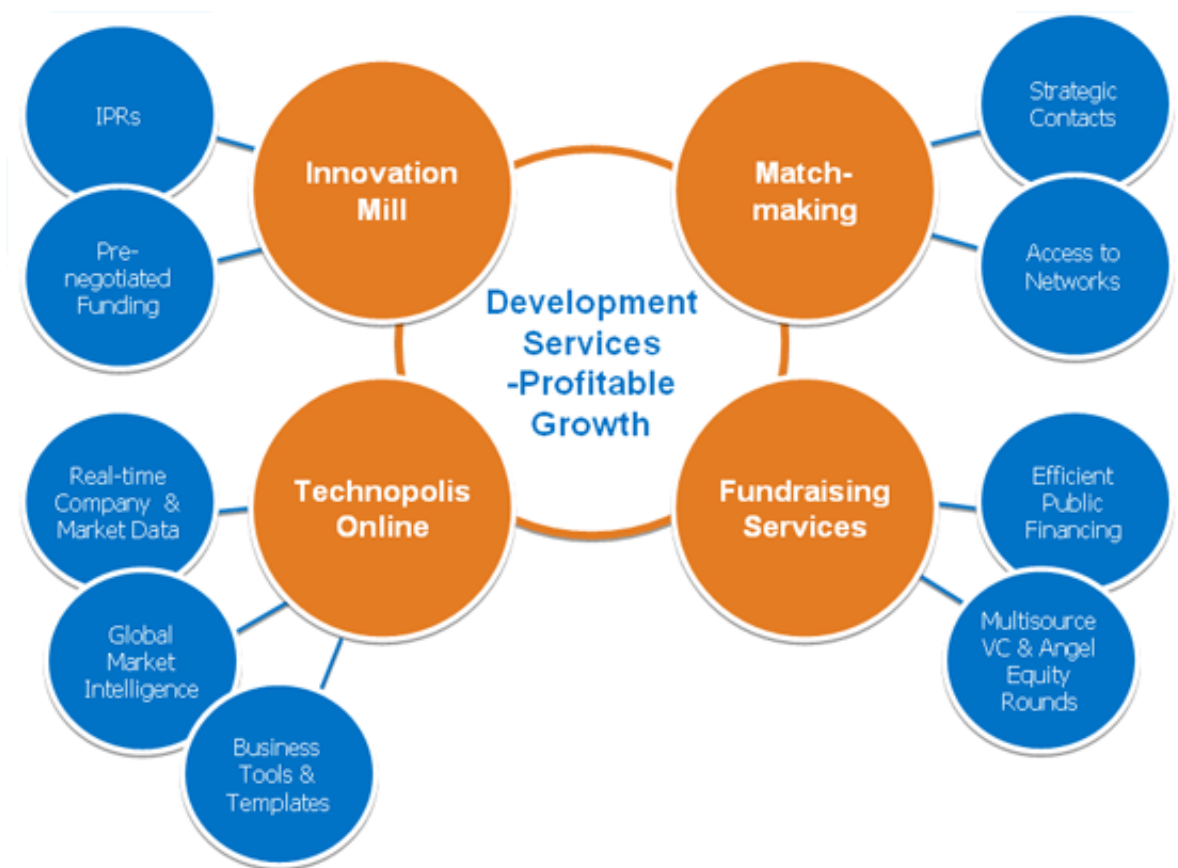 IPRs
Innovation
Mill
Pre-
negotiated
Funding
Match-
making
Strategic
Contacts
Access to
Networks
Development
Services
-Profitable
Growth
Technopolis
Online
Real-time
Company & 
Market Data
Global
Market
Intelligence
Business
Tools &
Templates
Fundraising
Services
Efficient
Public
Financing
Multisource
VC & Angel
Equity
Rounds